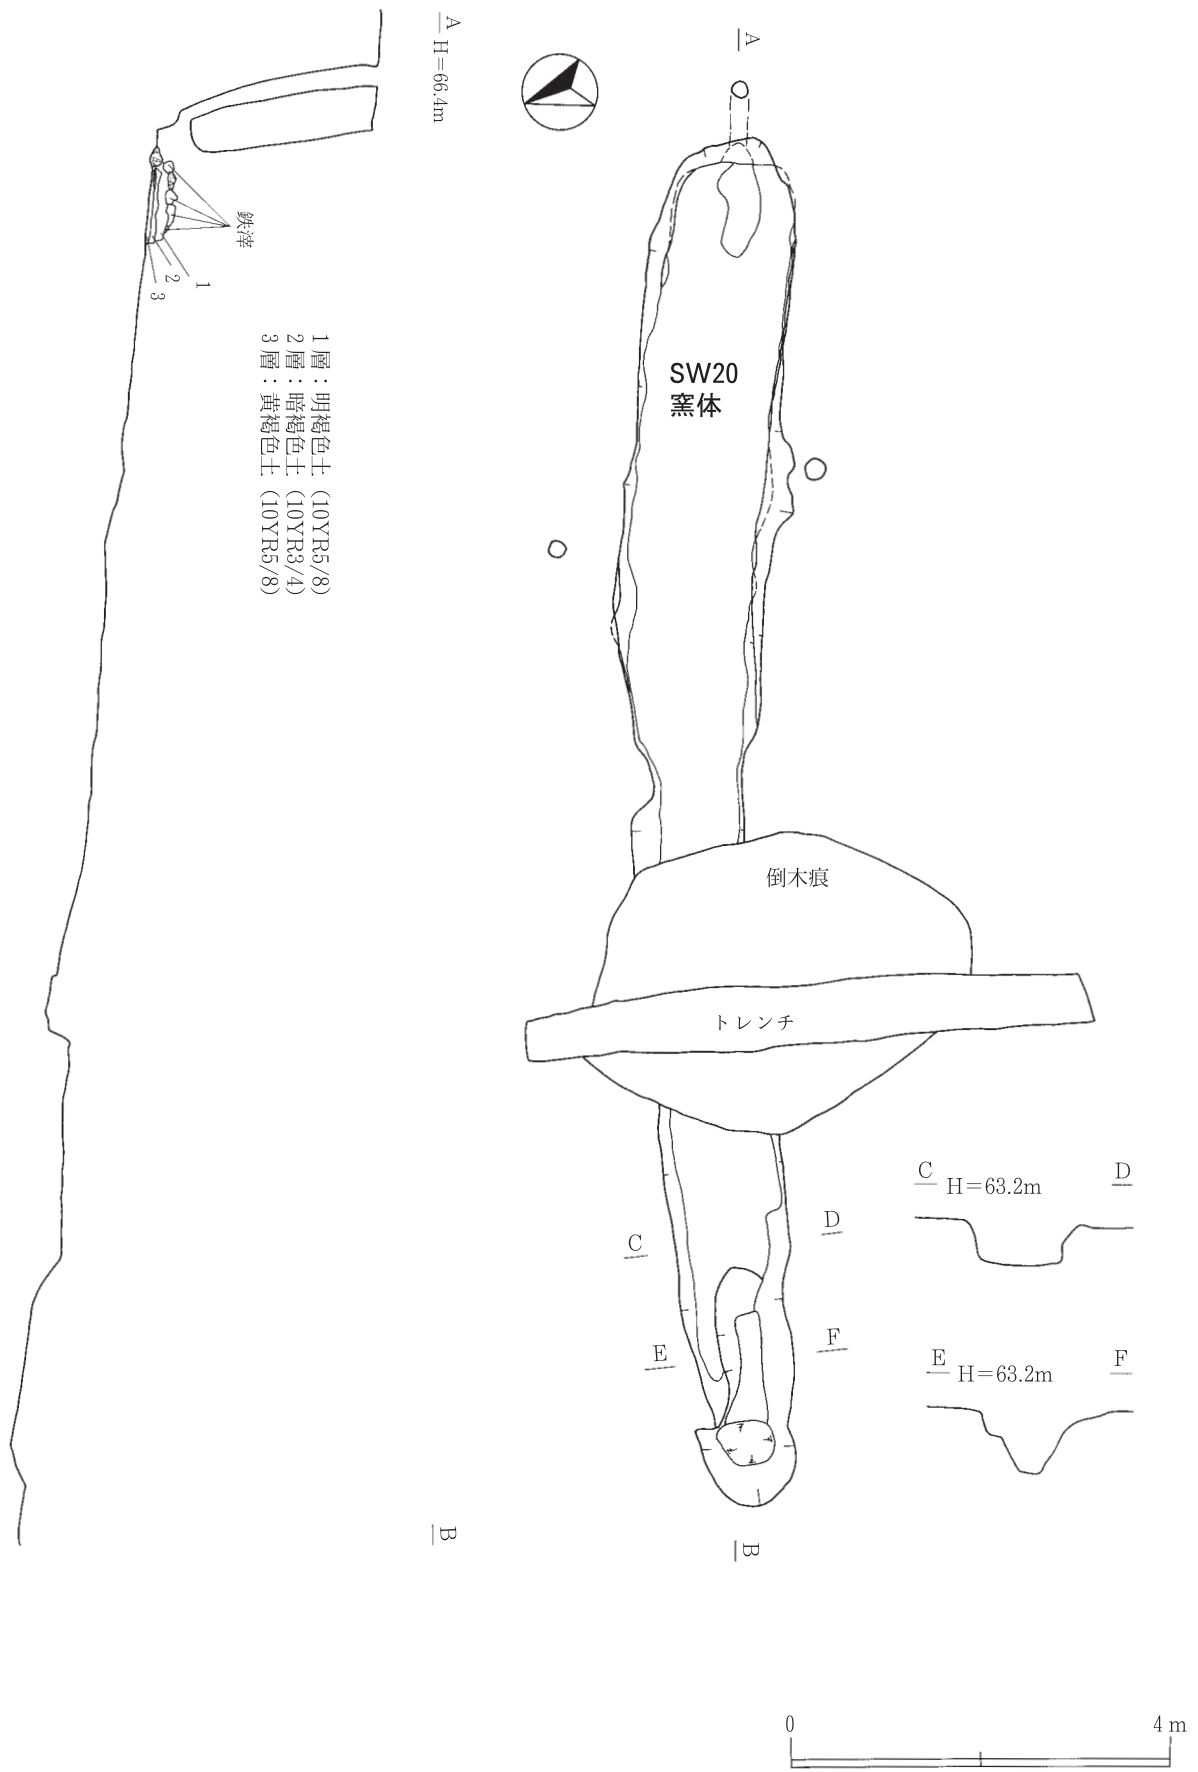 A
H＝66.4m
A
鉄滓
1
2
3
1層：明褐色土（10YR5/8）
2層：暗褐色土（10YR3/4）
3層：黄褐色土（10YR5/8）
SW20
窯体
倒木痕
トレンチ
C H＝63.2m D
C D
E F
E H＝63.2m F
B
B
0 4 m